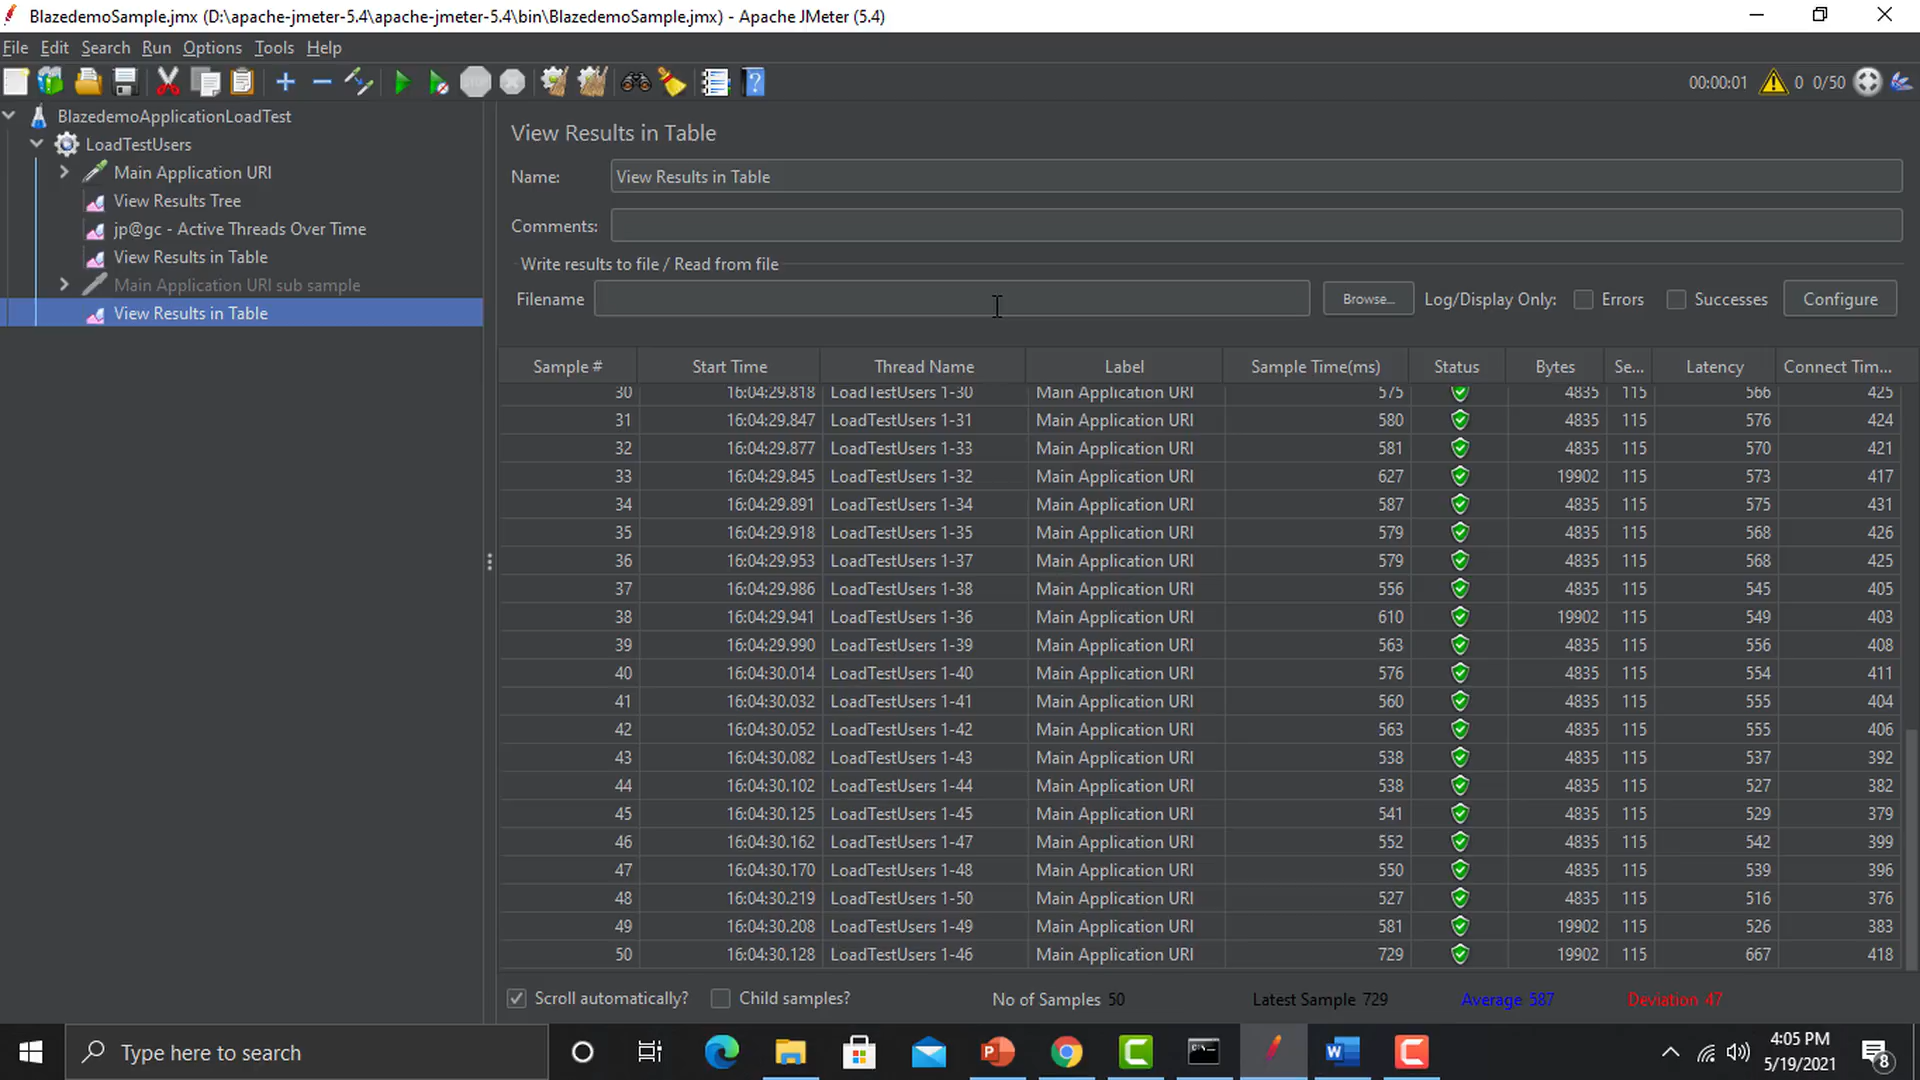 BlazedemoSample.jmx (D:\apache-jmeter-5.4\apache-jmeter-5.4\bin\BlazedemoSample.jmx) - Apache JMeter (5.4)
File Edit Search Run Options Tools Help
00:00:01 0 0/50
BlazedemoApplicationLoadTest
LoadTestUsers
Main Application URI
View Results Tree
jp@gc - Active Threads Over Time
View Results in Table
Main Application URI sub sample
View Results in Table
View Results in Table
Name: View Results in Table
Comments:
Write results to file / Read from file
Filename Browse... Log/Display Only: Errors Successes Configure
Sample # Start Time Thread Name Label Sample Time(ms) Status Bytes Se... Latency Connect Tim...
30 16:04:29.818 LoadTestUsers 1-30 Main Application URI 575 4835 115 566 425
31 16:04:29.847 LoadTestUsers 1-31 Main Application URI 580 4835 115 576 424
32 16:04:29.877 LoadTestUsers 1-33 Main Application URI 581 4835 115 570 421
33 16:04:29.845 LoadTestUsers 1-32 Main Application URI 627 19902 115 573 417
34 16:04:29.891 LoadTestUsers 1-34 Main Application URI 587 4835 115 575 431
35 16:04:29.918 LoadTestUsers 1-35 Main Application URI 579 4835 115 568 426
36 16:04:29.953 LoadTestUsers 1-37 Main Application URI 579 4835 115 568 425
37 16:04:29.986 LoadTestUsers 1-38 Main Application URI 556 4835 115 545 405
38 16:04:29.941 LoadTestUsers 1-36 Main Application URI 610 19902 115 549 403
39 16:04:29.990 LoadTestUsers 1-39 Main Application URI 563 4835 115 556 408
40 16:04:30.014 LoadTestUsers 1-40 Main Application URI 576 4835 115 554 411
41 16:04:30.032 LoadTestUsers 1-41 Main Application URI 560 4835 115 555 404
42 16:04:30.052 LoadTestUsers 1-42 Main Application URI 563 4835 115 555 406
43 16:04:30.082 LoadTestUsers 1-43 Main Application URI 538 4835 115 537 392
44 16:04:30.102 LoadTestUsers 1-44 Main Application URI 538 4835 115 527 382
45 16:04:30.125 LoadTestUsers 1-45 Main Application URI 541 4835 115 529 379
46 16:04:30.162 LoadTestUsers 1-47 Main Application URI 552 4835 115 542 399
47 16:04:30.170 LoadTestUsers 1-48 Main Application URI 550 4835 115 539 396
48 16:04:30.219 LoadTestUsers 1-50 Main Application URI 527 4835 115 516 376
49 16:04:30.208 LoadTestUsers 1-49 Main Application URI 581 19902 115 526 383
50 16:04:30.128 LoadTestUsers 1-46 Main Application URI 729 19902 115 667 418
Scroll automatically? Child samples? No of Samples 50 Latest Sample 729 Average 587 Deviation 47
Type here to search
4:05 PM
5/19/2021
8